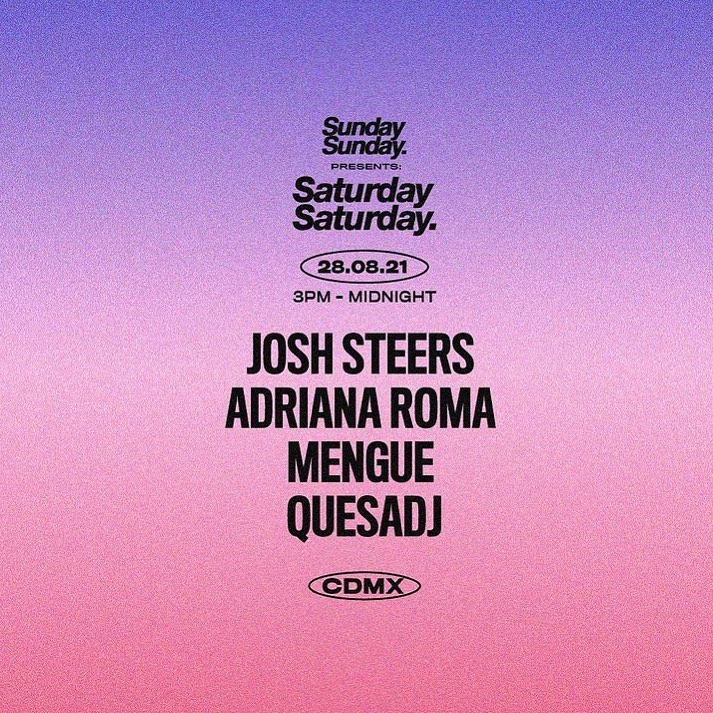 Sunday
Sunday.
PRESENTS:
Saturday
Saturday.
28.08.21
3PM - MIDNIGHT
JOSH STEERS
ADRIANA ROMA
MENGUE
QUESADJ
CDMX